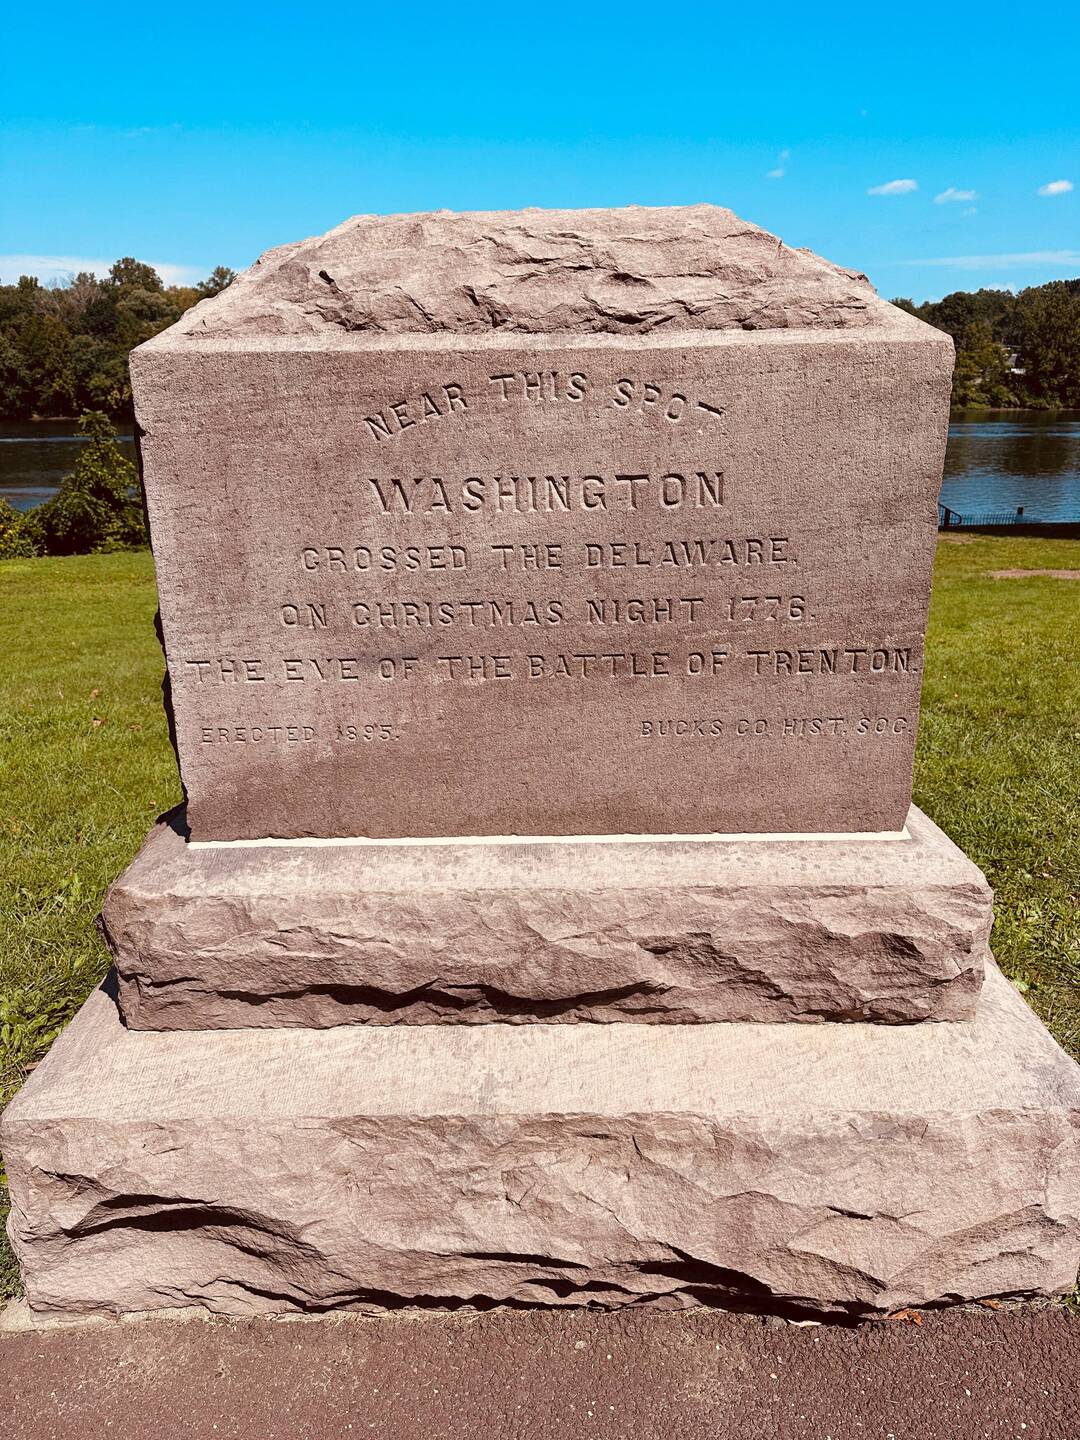 NEAR THIS SPOT
WASHINGTON
CROSSED THE DELAWARE,
ON CHRISTMAS NIGHT 1776.
THE EVE OF THE BATTLE OF TRENTON.
ERECTED 1895. BUCKS CO. HIST. SOC.